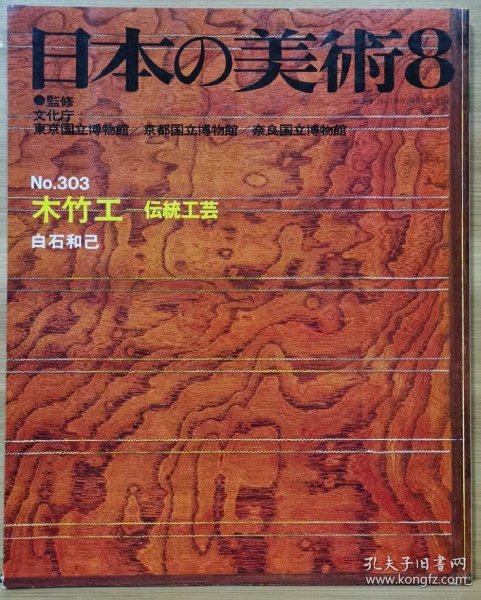 日本の美術8
●監修
文化庁
東京国立博物館／京都国立博物館／奈良国立博物館
No.303
木竹工 伝統工芸
白石和己
孔夫子旧书网
www.kongfz.com